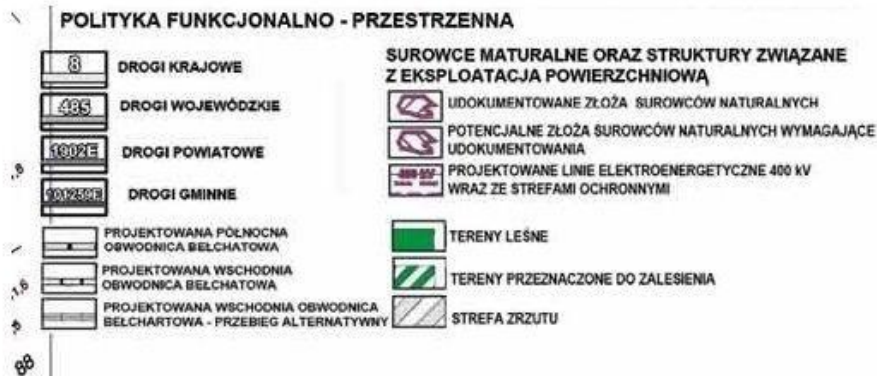 POLITYKA FUNKCJONALNO - PRZESTRZENNA
8 DROGI KRAJOWE
485 DROGI WOJEWÓDZKIE
1902E DROGI POWIATOWE
101259E DROGI GMINNE
PROJEKTOWANA PÓŁNOCNA
OBWODNICA BEŁCHATOWA
PROJEKTOWANA WSCHODNIA
OBWODNICA BEŁCHATOWA
PROJEKTOWANA WSCHODNIA OBWODNICA
BEŁCHARTOWA - PRZEBIEG ALTERNATYWNY
SUROWCE MATURALNE ORAZ STRUKTURY ZWIĄZANE
Z EKSPLOATACJA POWIERZCHNIOWĄ
UDOKUMENTOWANE ZŁOŻA SUROWCÓW NATURALNYCH
POTENCJALNE ZŁOŻA SUROWCÓW NATURALNYCH WYMAGAJĄCE
UDOKUMENTOWANIA
400 kV PROJEKTOWANE LINIE ELEKTROENERGETYCZNE 400 kV
WRAZ ZE STREFAMI OCHRONNYMI
TERENY LEŚNE
TERENY PRZEZNACZONE DO ZALESIENIA
STREFA ZRZUTU
88